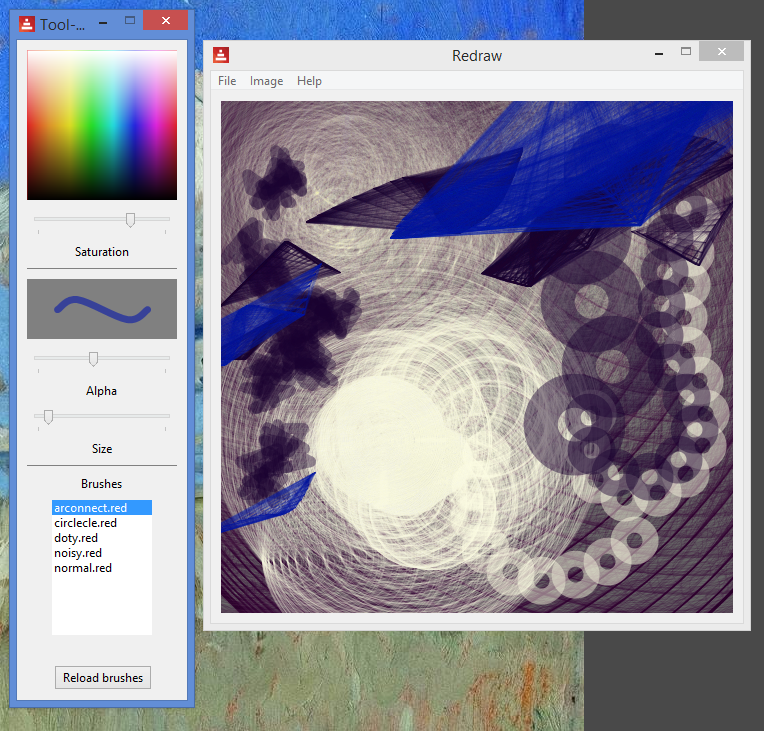 Tool-...
Saturation
Alpha
Size
Brushes
arconnect.red
circlecle.red
doty.red
noisy.red
normal.red
Reload brushes
Redraw
File Image Help